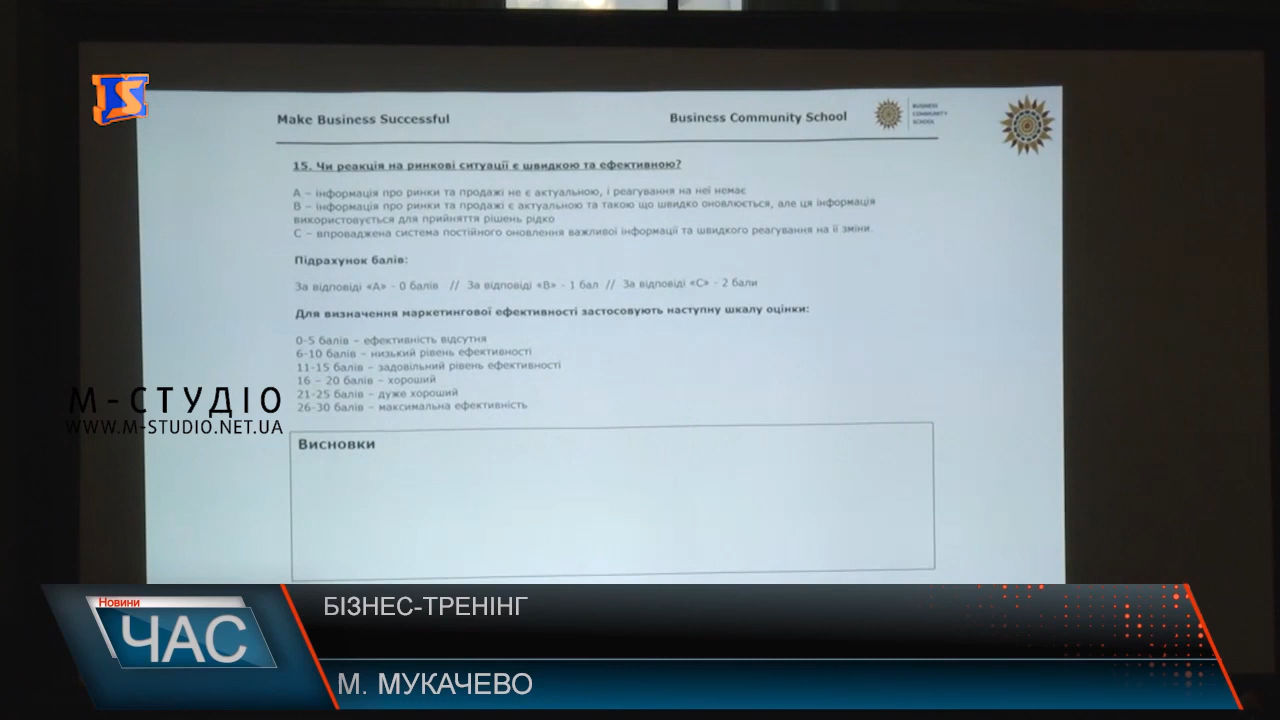 Make Business Successful
Business Community School
BUSINESS
COMMUNITY
SCHOOL
15. Чи реакція на ринкові ситуації є швидкою та ефективною?
А – інформація про ринки та продажі не є актуальною, і реагування на неї немає
В – інформація про ринки та продажі є актуальною та такою що швидко оновлюється, але ця інформація
використовується для прийняття рішень рідко
С – впроваджена система постійного оновлення важливої інформації та швидкого реагування на її зміни.
Підрахунок балів:
За відповіді «А» - 0 балів // За відповіді «В» - 1 бал // За відповіді «С» - 2 бали
Для визначення маркетингової ефективності застосовують наступну шкалу оцінки:
0-5 балів – ефективність відсутня
6-10 балів – низький рівень ефективності
11-15 балів – задовільний рівень ефективності
16 – 20 балів – хороший
21-25 балів – дуже хороший
26-30 балів – максимальна ефективність
М-СТУДІО
WWW.M-STUDIO.NET.UA
Висновки
Новини
ЧАС
БІЗНЕС-ТРЕНІНГ
М. МУКАЧЕВО